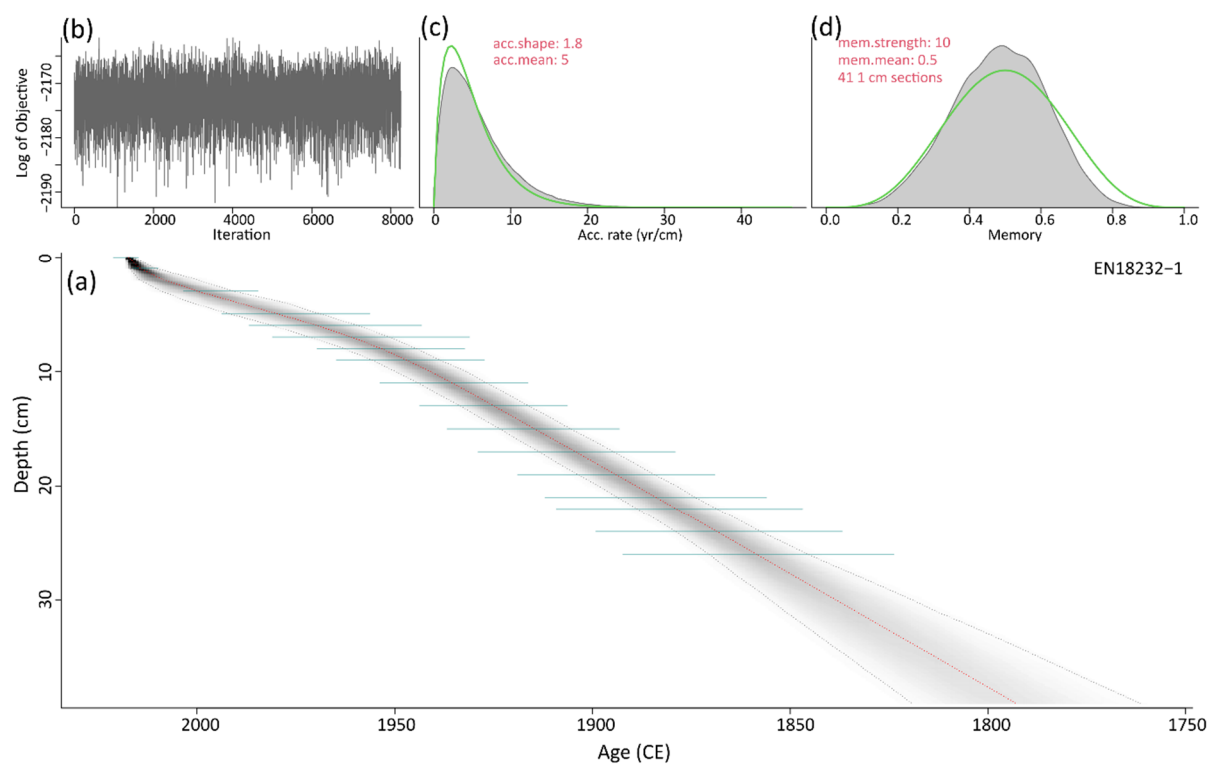 (b)
Log of Objective
−2170
−2180
−2190
0 2000 4000 6000 8000
Iteration
(c)
acc.shape: 1.8
acc.mean: 5
0 10 20 30 40
Acc. rate (yr/cm)
(d)
mem.strength: 10
mem.mean: 0.5
41 1 cm sections
0.0 0.2 0.4 0.6 0.8 1.0
Memory
(a)
EN18232−1
Depth (cm)
0
10
20
30
2000 1950 1900 1850 1800 1750
Age (CE)